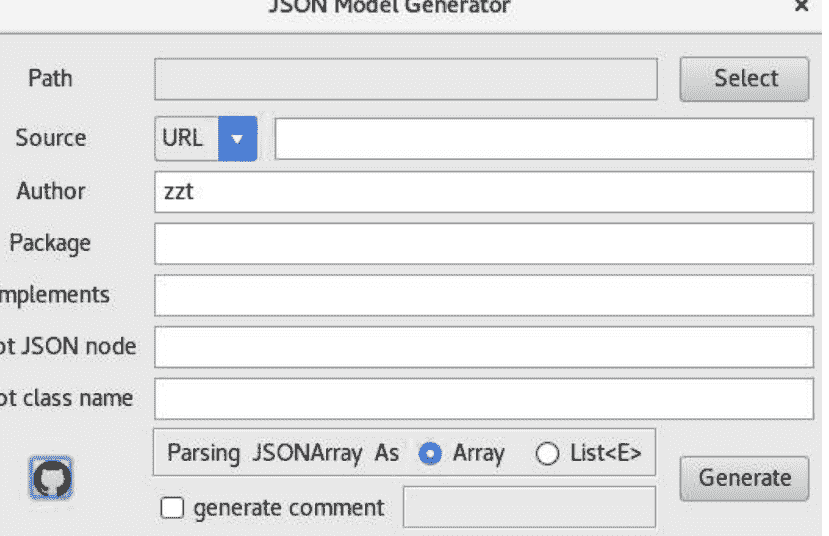 JSON Model Generator ×
Path Select
Source URL
Author zzt
Package
mplements
ot JSON node
ot class name
Parsing JSONArray As Array List<E>
Generate
generate comment